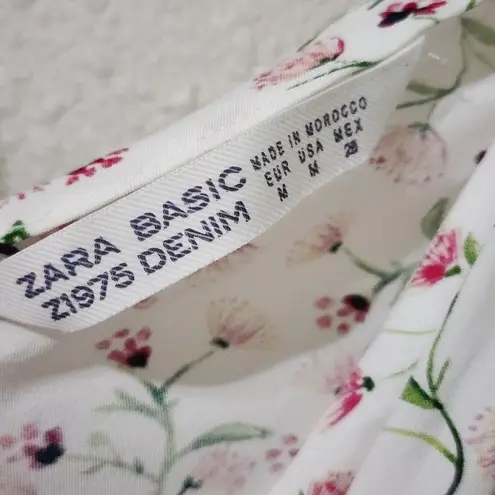 ZARA BASIC
Z1975 DENIM
MADE IN MOROCCO
EUR USA MEX
M M 28